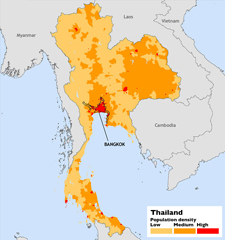 Laos
Vietnam
Myanmar
BANGKOK
Cambodia
Thailand
Population density
Low Medium High